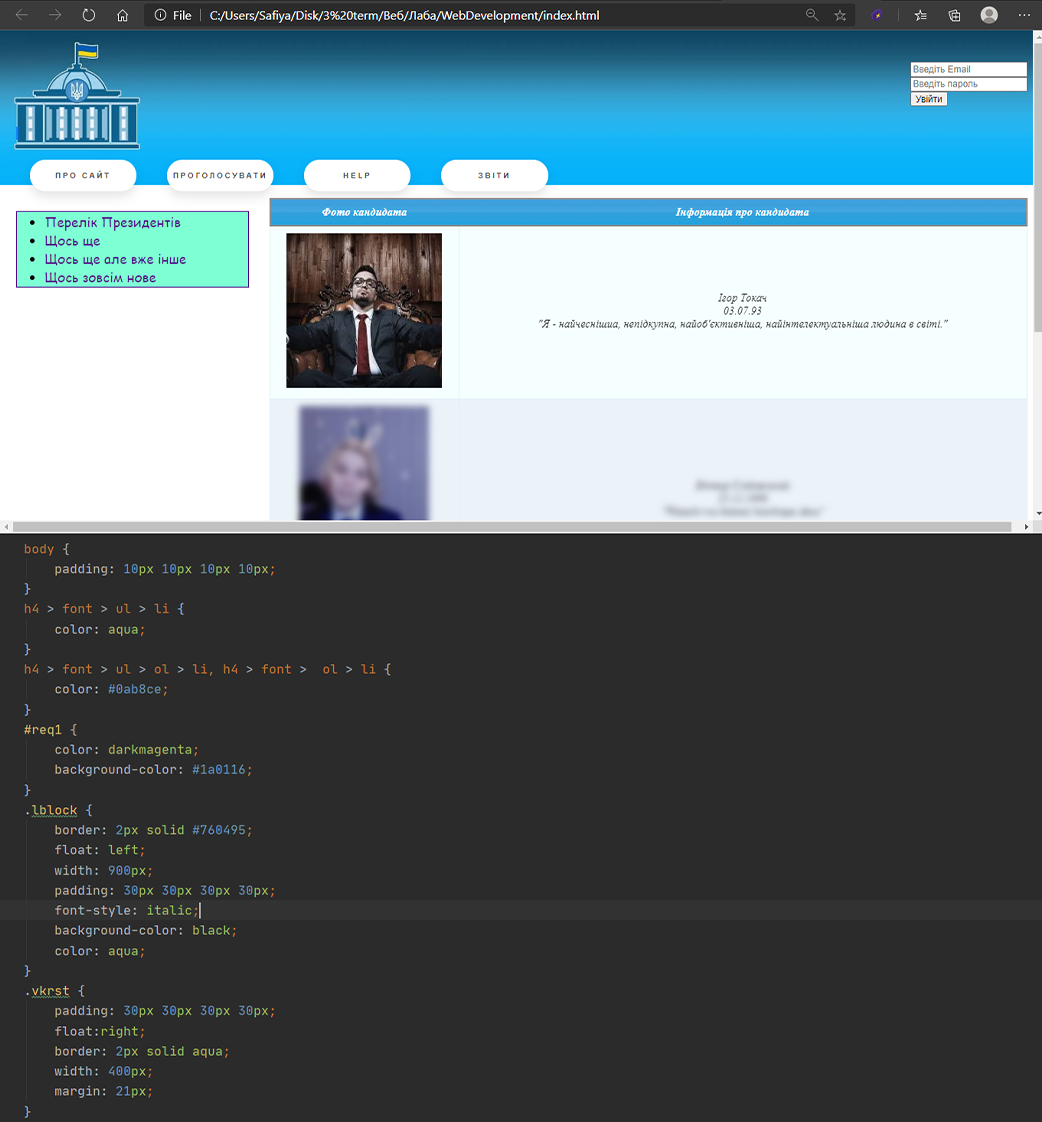 File C:/Users/Safiya/Disk/3%20term/Веб/Лаба/WebDevelopment/index.html
Введіть Email
Введіть пароль
Увійти
ПРО САЙТ ПРОГОЛОСУВАТИ HELP ЗВІТИ
Перелік Президентів
Щось ще
Щось ще але вже інше
Щось зовсім нове
Фото кандидата Інформація про кандидата
Ігор Токач
03.07.93
"Я - найчесніша, непідкупна, найоб'єктивніша, найінтелектуальніша людина в світі."
body {
padding: 10px 10px 10px 10px;
}
h4 > font > ul > li {
color: aqua;
}
h4 > font > ul > ol > li, h4 > font >  ol > li {
color: #0ab8ce;
}
#req1 {
color: darkmagenta;
background-color: #1a0116;
}
.lblock {
border: 2px solid #760495;
float: left;
width: 900px;
padding: 30px 30px 30px 30px;
font-style: italic;
background-color: black;
color: aqua;
}
.vkrst {
padding: 30px 30px 30px 30px;
float:right;
border: 2px solid aqua;
width: 400px;
margin: 21px;
}